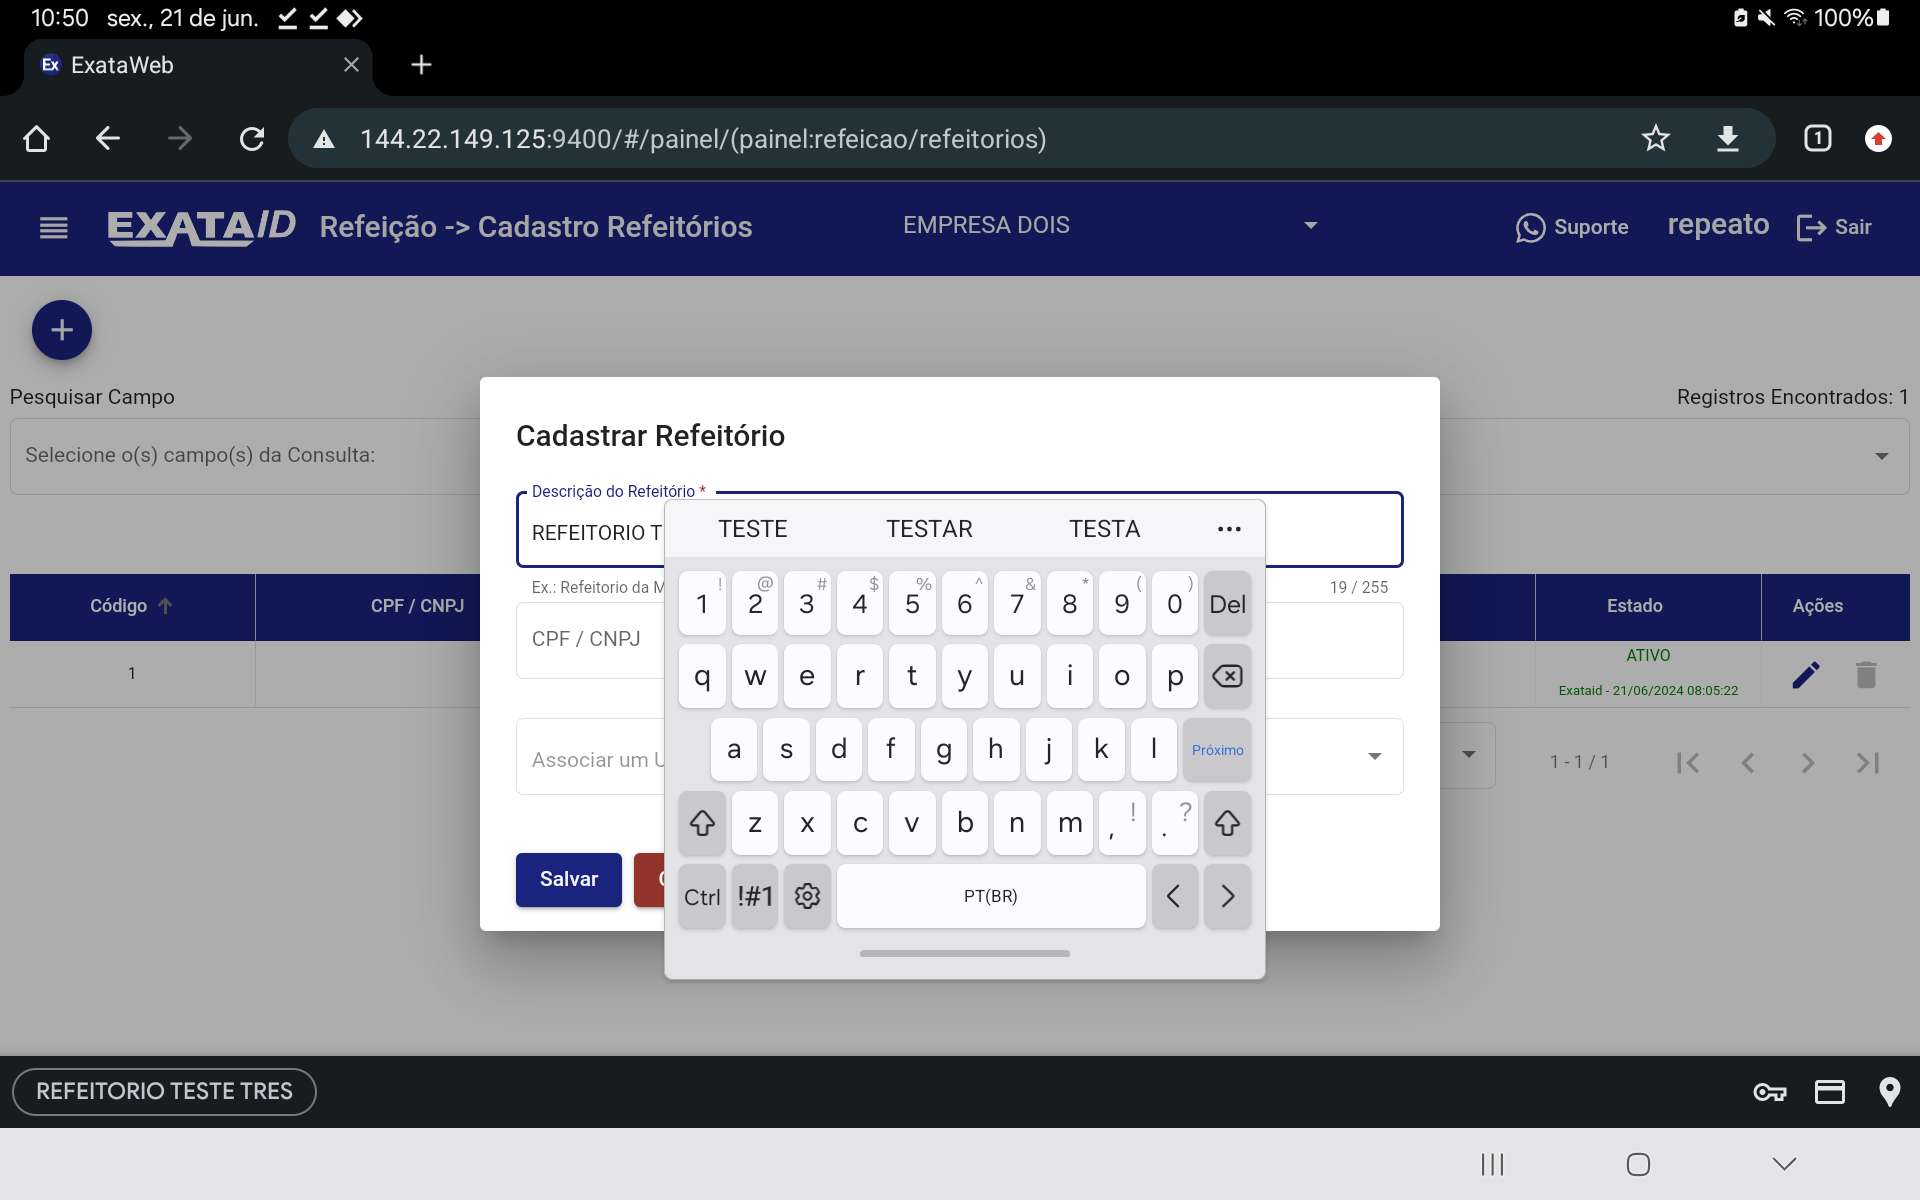 10:50 sex., 21 de jun. 100%
Ex ExataWeb
144.22.149.125:9400/#/painel/(painel:refeicao/refeitorios) 1
EXATAID Refeição -> Cadastro Refeitórios EMPRESA DOIS Suporte repeato Sair
Pesquisar Campo Registros Encontrados: 1
Selecione o(s) campo(s) da Consulta:
Código CPF / CNPJ Estado Ações
1 ATIVO
Exataid - 21/06/2024 08:05:22
1 - 1 / 1
Cadastrar Refeitório
Descrição do Refeitório *
REFEITORIO T
Ex.: Refeitorio da 19 / 255
CPF / CNPJ
Associar um
Salvar
TESTE TESTAR TESTA
! @ # $ % ^ & * ( )
1 2 3 4 5 6 7 8 9 0 Del
q w e r t y u i o p
a s d f g h j k l Próximo
z x c v b n m , ! . ?
Ctrl !#1 PT(BR) < >
REFEITORIO TESTE TRES